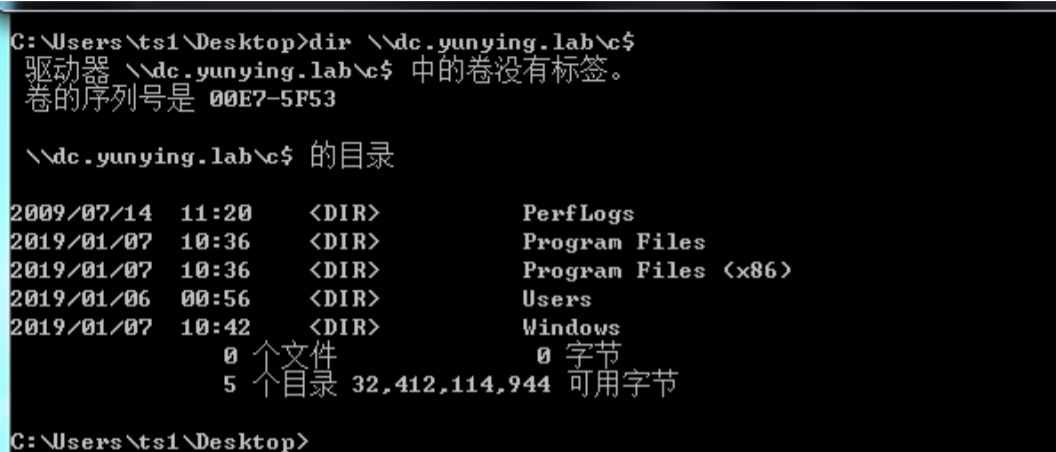 C:\Users\ts1\Desktop>dir \\dc.yunying.lab\c$
驱动器 \\dc.yunying.lab\c$ 中的卷没有标签。
卷的序列号是 00E7-5F53
\\dc.yunying.lab\c$ 的目录
2009/07/14  11:20    <DIR>          PerfLogs
2019/01/07  10:36    <DIR>          Program Files
2019/01/07  10:36    <DIR>          Program Files (x86)
2019/01/06  00:56    <DIR>          Users
2019/01/07  10:42    <DIR>          Windows
0 个文件              0 字节
5 个目录 32,412,114,944 可用字节
C:\Users\ts1\Desktop>